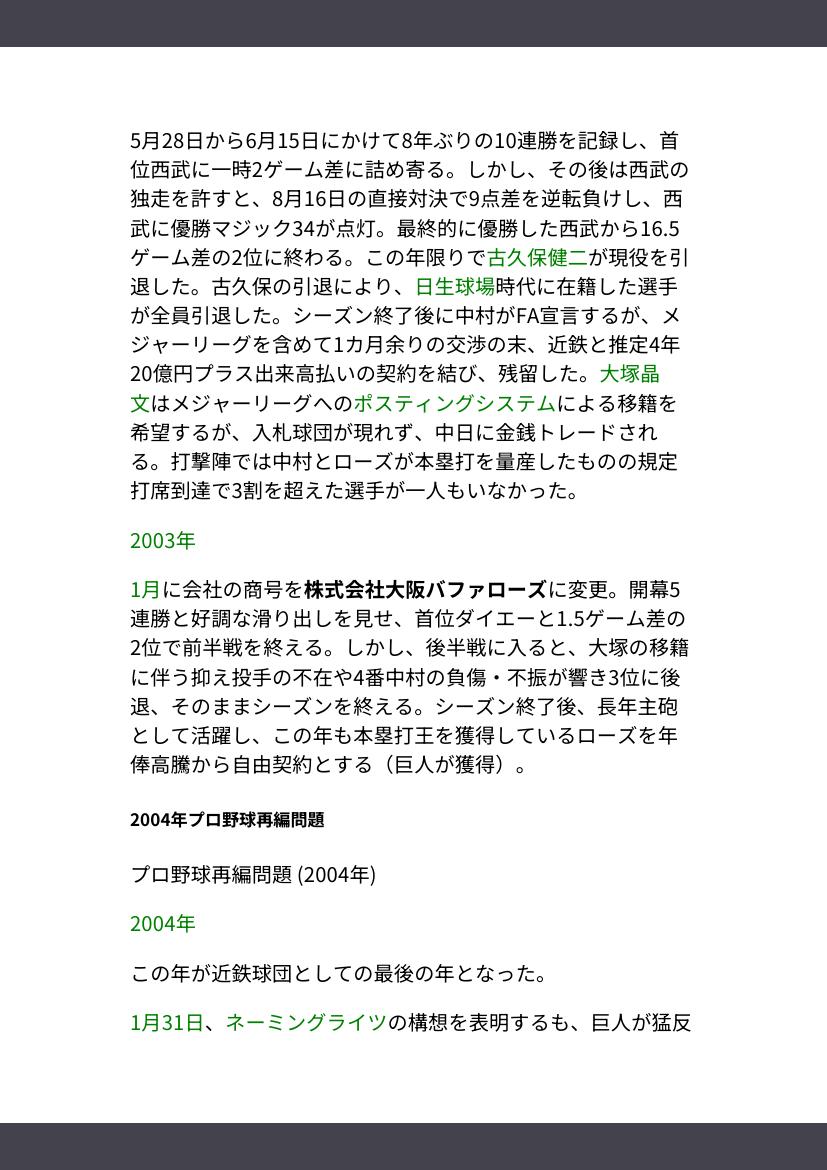 5月28日から6月15日にかけて8年ぶりの10連勝を記録し、首
位西武に一時2ゲーム差に詰め寄る。しかし、その後は西武の
独走を許すと、8月16日の直接対決で9点差を逆転負けし、西
武に優勝マジック34が点灯。最終的に優勝した西武から16.5
ゲーム差の2位に終わる。この年限りで古久保健二が現役を引
退した。古久保の引退により、日生球場時代に在籍した選手
が全員引退した。シーズン終了後に中村がFA宣言するが、メ
ジャーリーグを含めて1カ月余りの交渉の末、近鉄と推定4年
20億円プラス出来高払いの契約を結び、残留した。大塚晶
文はメジャーリーグへのポスティングシステムによる移籍を
希望するが、入札球団が現れず、中日に金銭トレードされ
る。打撃陣では中村とローズが本塁打を量産したものの規定
打席到達で3割を超えた選手が一人もいなかった。
2003年
1月に会社の商号を株式会社大阪バファローズに変更。開幕5
連勝と好調な滑り出しを見せ、首位ダイエーと1.5ゲーム差の
2位で前半戦を終える。しかし、後半戦に入ると、大塚の移籍
に伴う抑え投手の不在や4番中村の負傷・不振が響き3位に後
退、そのままシーズンを終える。シーズン終了後、長年主砲
として活躍し、この年も本塁打王を獲得しているローズを年
俸高騰から自由契約とする（巨人が獲得）。
2004年プロ野球再編問題
プロ野球再編問題 (2004年)
2004年
この年が近鉄球団としての最後の年となった。
1月31日、ネーミングライツの構想を表明するも、巨人が猛反